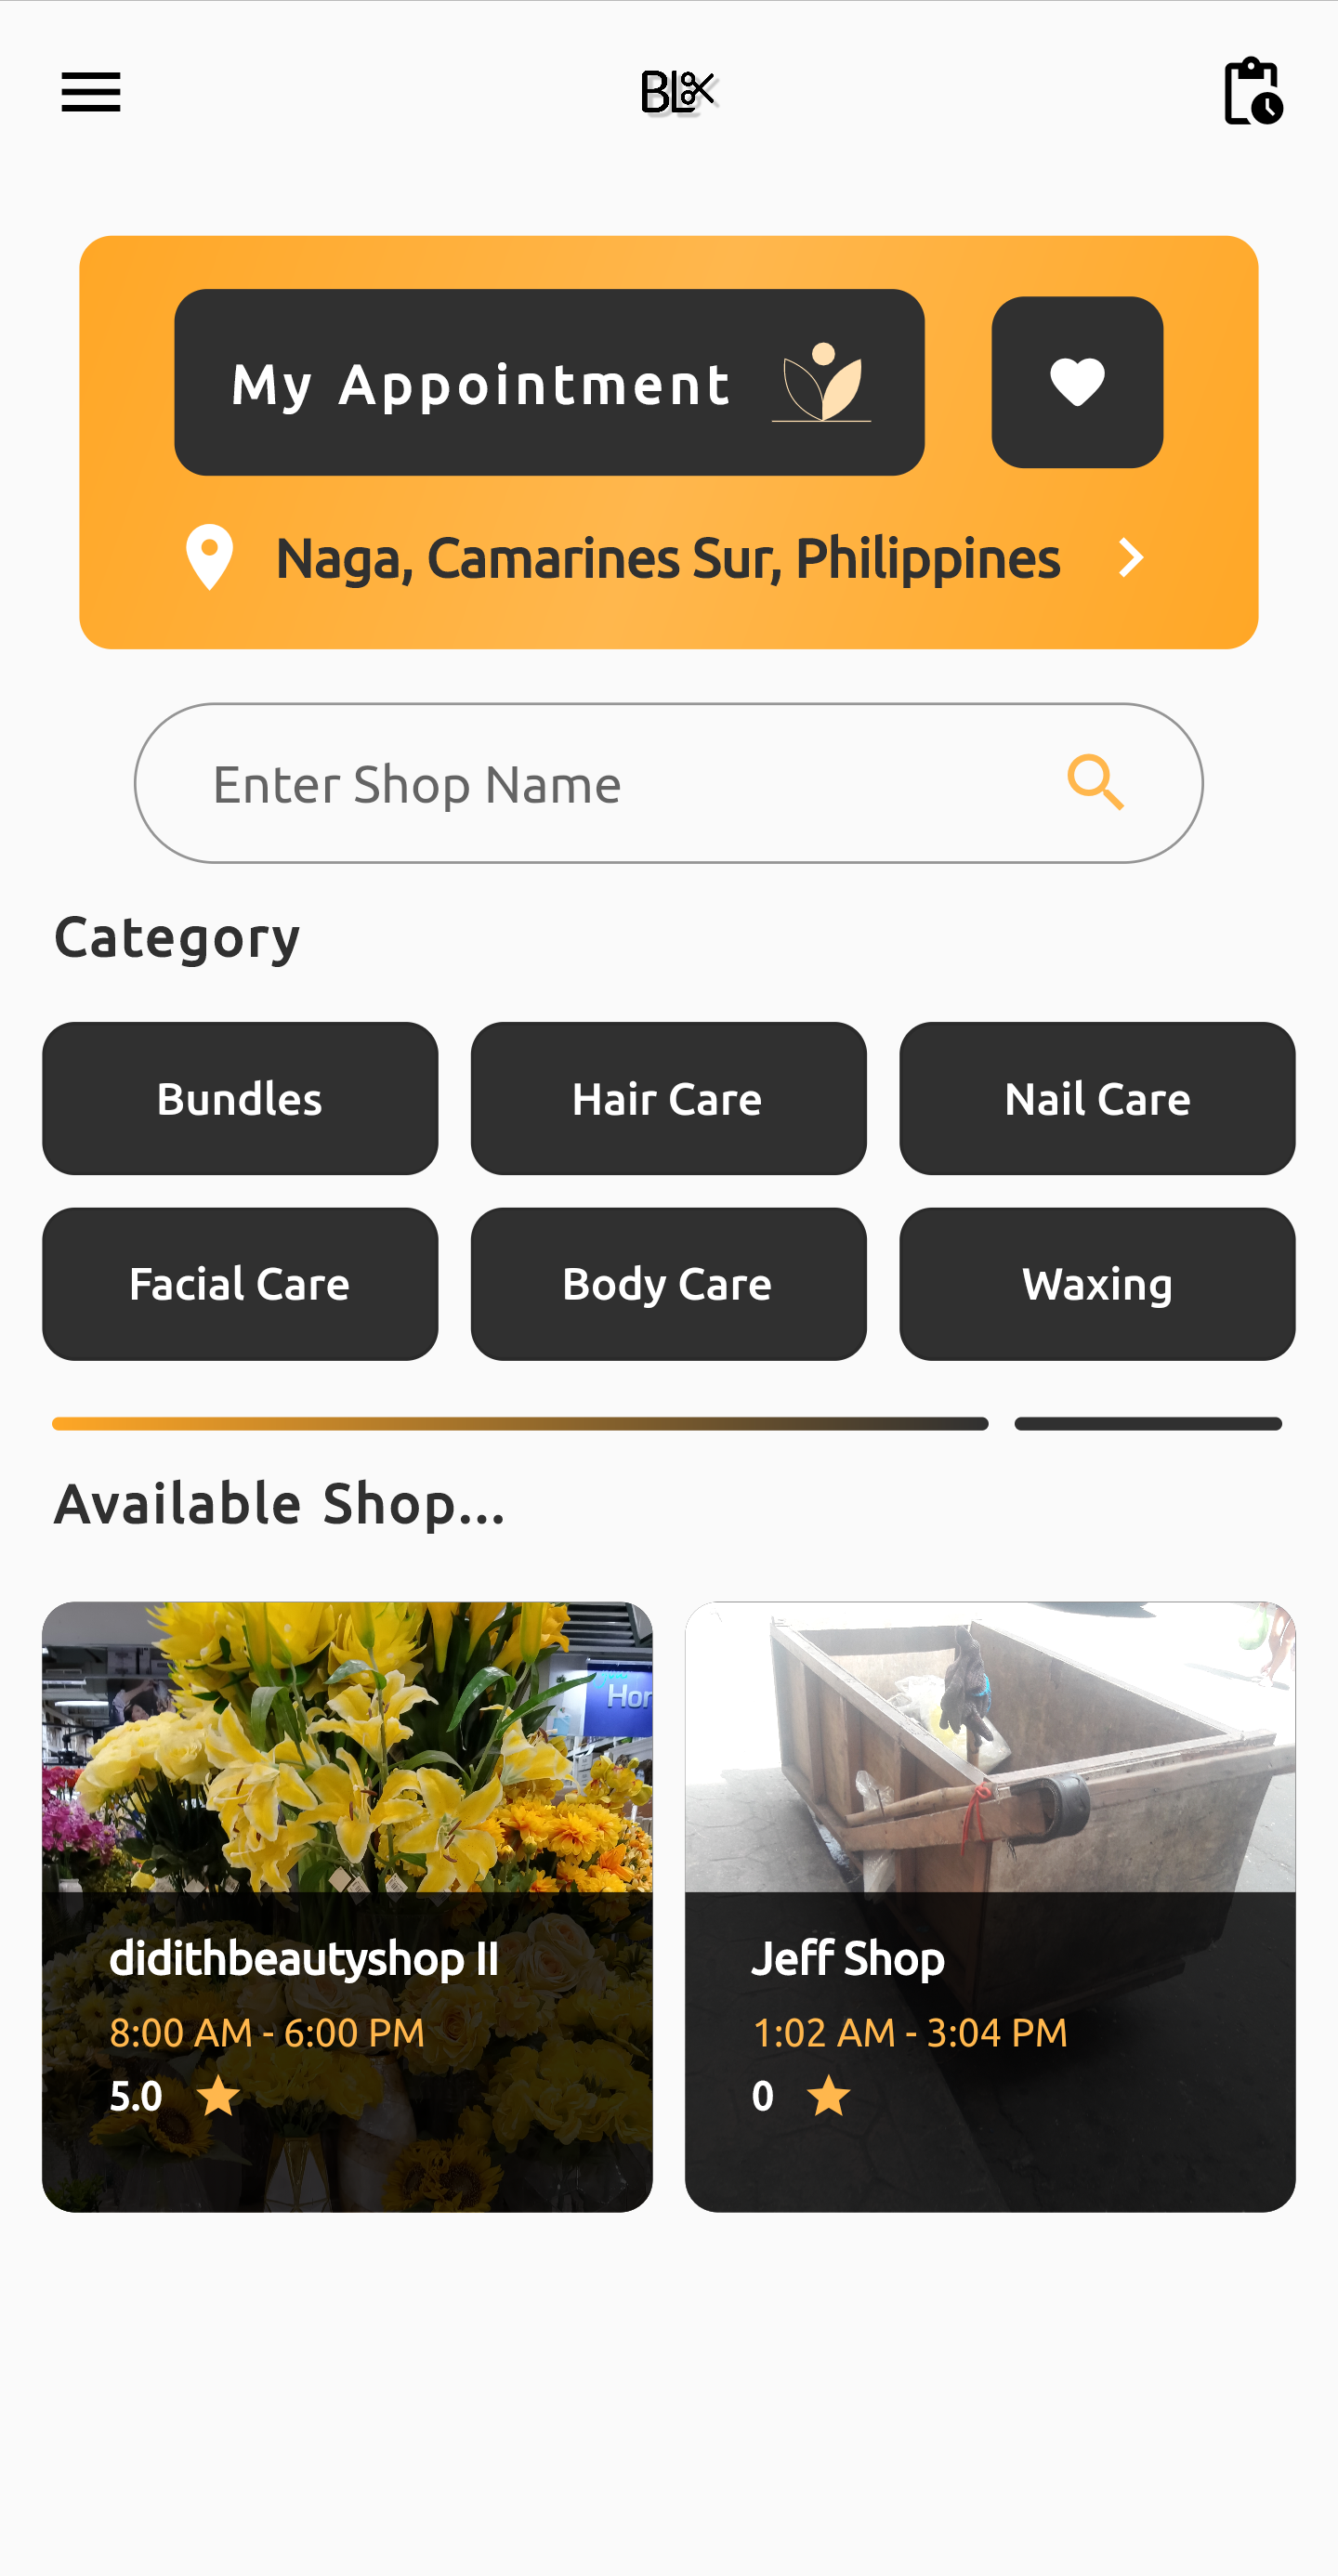 BL
My Appointment
Naga, Camarines Sur, Philippines
Enter Shop Name
Category
Bundles
Hair Care
Nail Care
Facial Care
Body Care
Waxing
Available Shop...
Hor
didithbeautyshop II
8:00 AM - 6:00 PM
5.0
Jeff Shop
1:02 AM - 3:04 PM
0